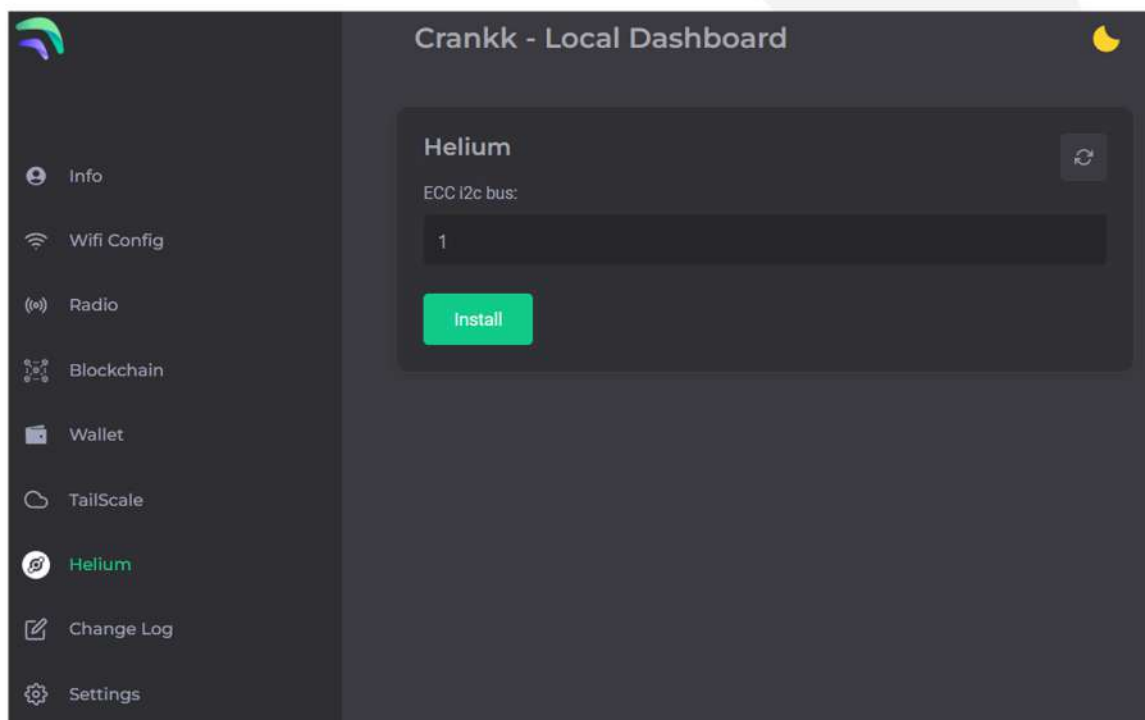 Crankk - Local Dashboard
Info
Wifi Config
Radio
Blockchain
Wallet
TailScale
Helium
Change Log
Settings
Helium
ECC i2c bus:
1
Install